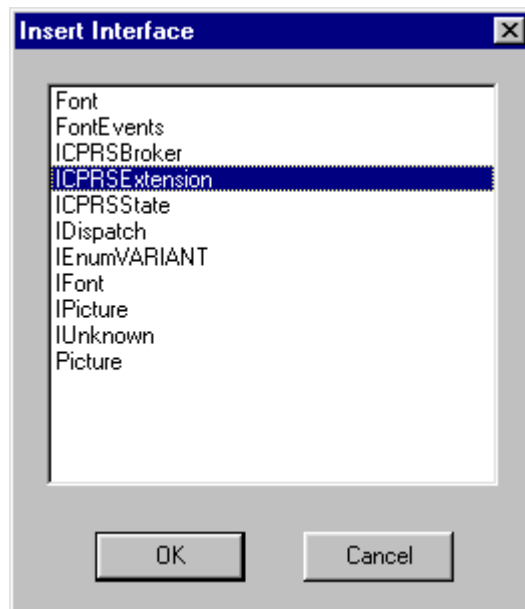 Insert Interface
Font
FontEvents
ICPRSBroker
ICPRSExtension
ICPRSState
IDispatch
IEnumVARIANT
IFont
IPicture
IUnknown
Picture
OK
Cancel